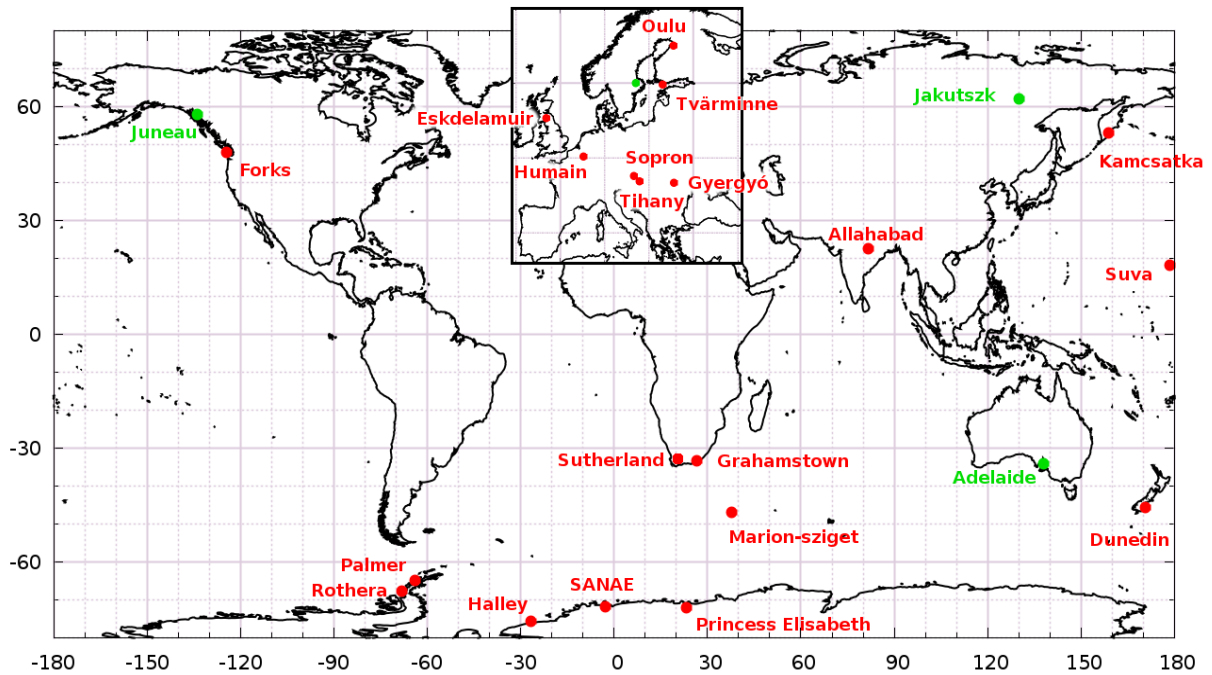 Oulu
60
Jakutszk
Tvärminne
Eskdelamuir
Juneau
Sopron
Kamcsatka
Forks
Humain
Gyergyó
Tihany
30
Allahabad
Suva
0
-30
Sutherland
Grahamstown
Adelaide
Marion-sziget
Dunedin
-60
Palmer
SANAE
Rothera
Halley
Princess Elisabeth
-180 -150 -120 -90 -60 -30 0 30 60 90 120 150 180